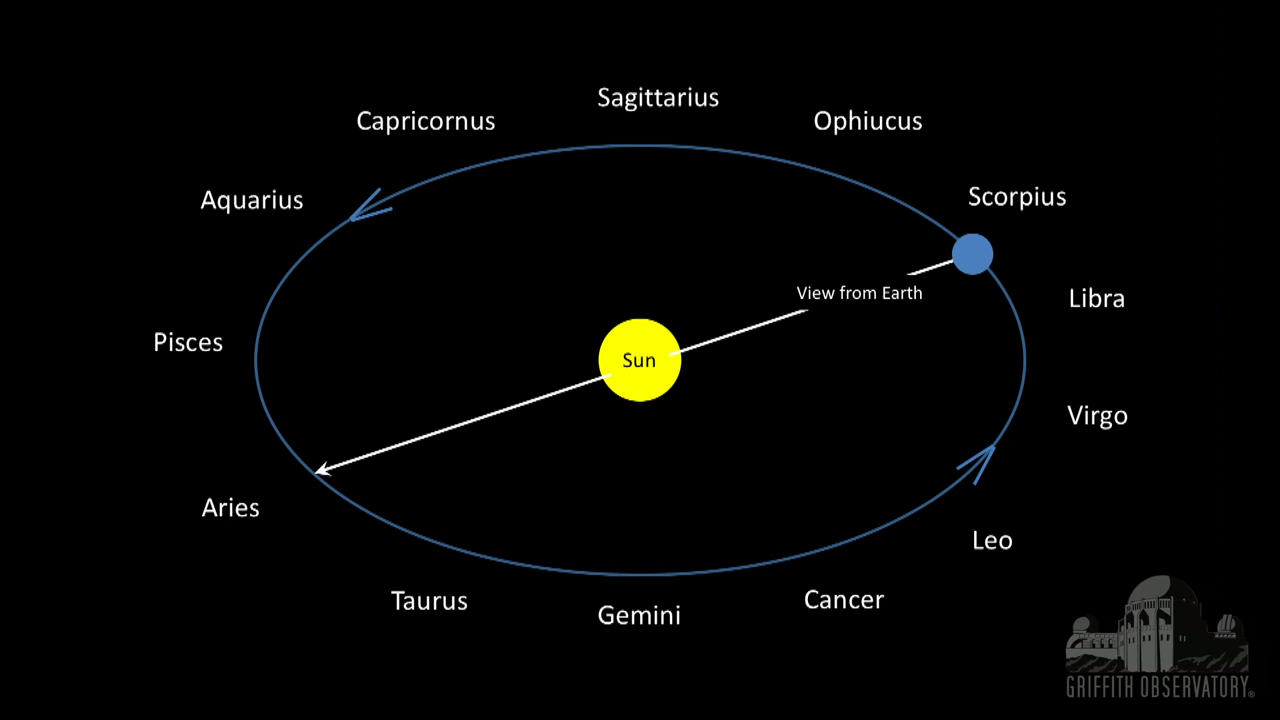 Sagittarius
Capricornus
Ophiucus
Aquarius
Scorpius
View from Earth
Libra
Pisces
Sun
Virgo
Aries
Leo
Taurus
Gemini
Cancer
GRIFFITH OBSERVATORY®